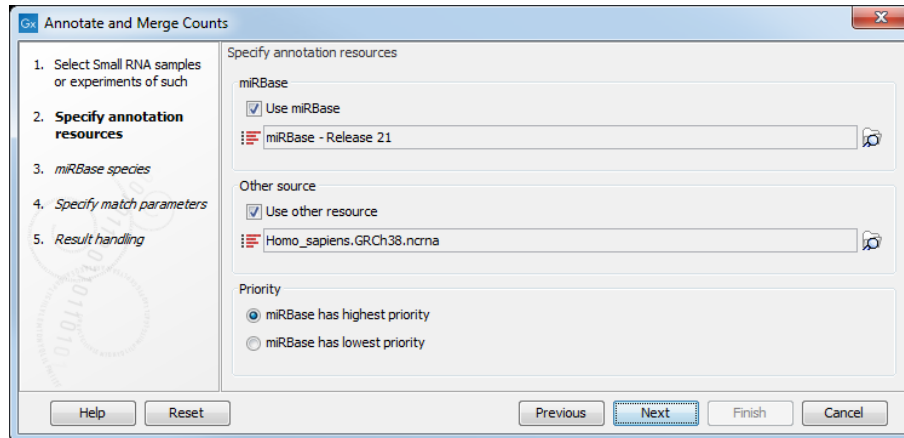 Gx Annotate and Merge Counts
1. Select Small RNA samples
or experiments of such
2. Specify annotation
resources
3. miRBase species
4. Specify match parameters
5. Result handling
Specify annotation resources
miRBase
Use miRBase
miRBase - Release 21
Other source
Use other resource
Homo_sapiens.GRCh38.ncrna
Priority
miRBase has highest priority
miRBase has lowest priority
Help Reset Previous Next Finish Cancel